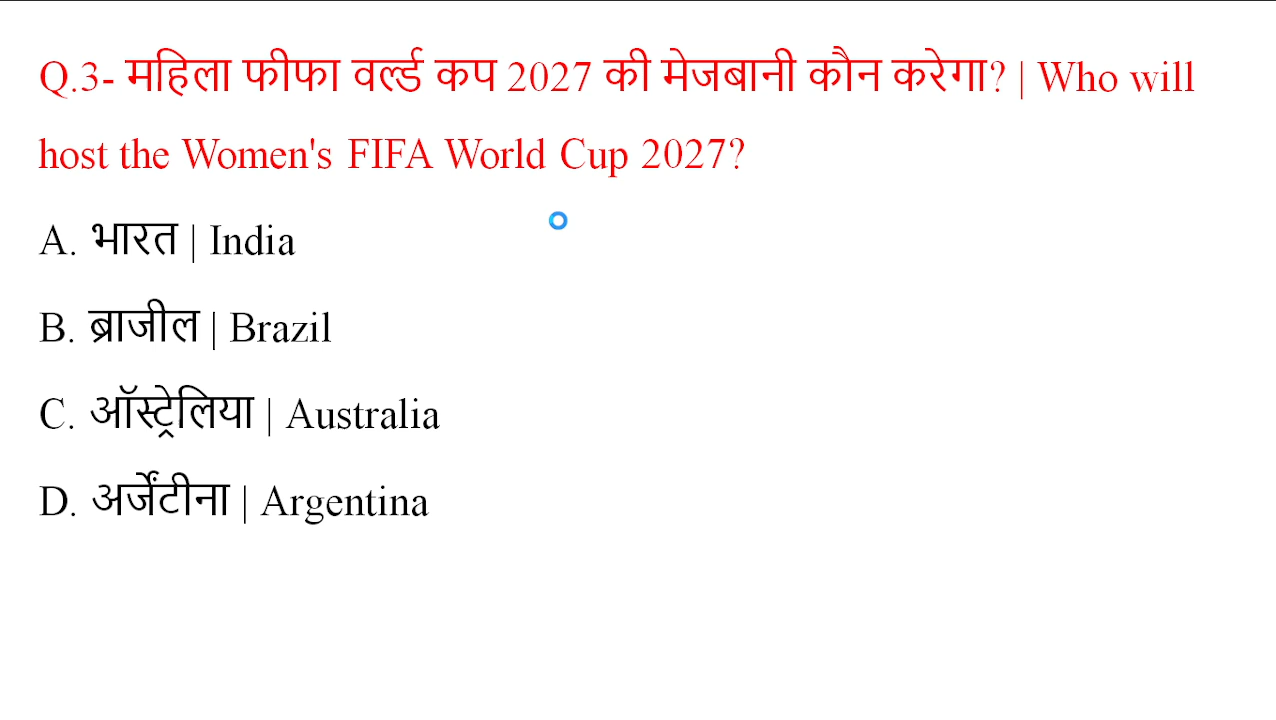 Q.3- महिला फीफा वर्ल्ड कप 2027 की मेजबानी कौन करेगा? | Who will
host the Women's FIFA World Cup 2027?
A. भारत | India
B. ब्राजील | Brazil
C. ऑस्ट्रेलिया | Australia
D. अर्जेंटीना | Argentina